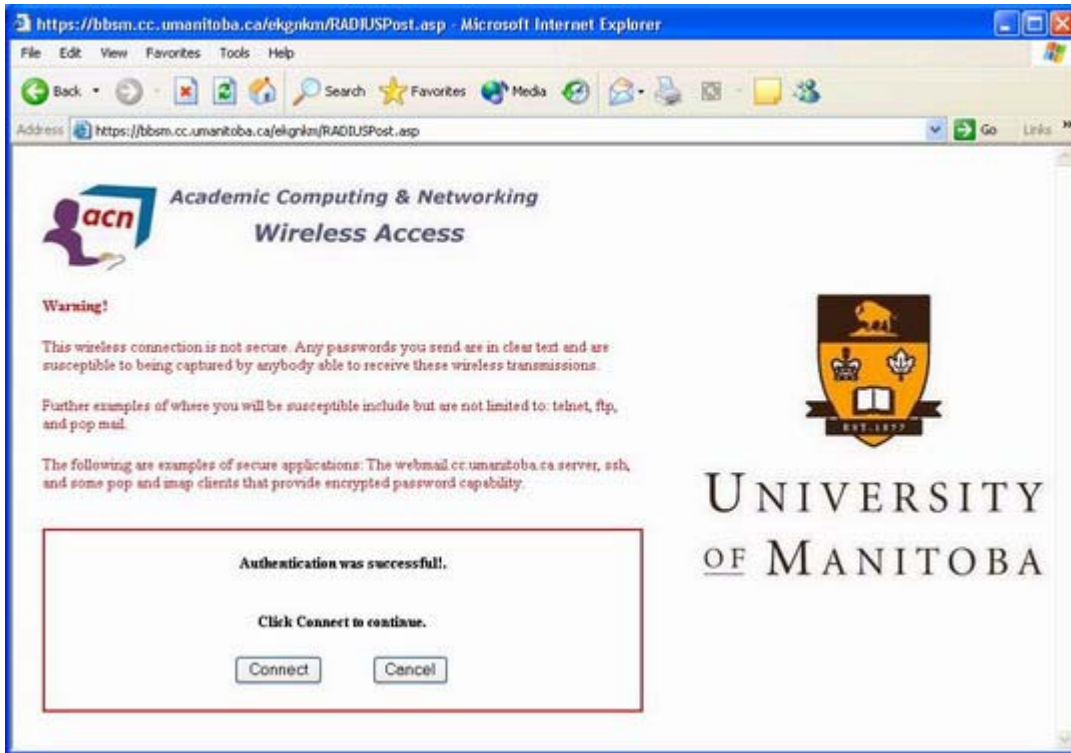 https://bbsm.cc.umanitoba.ca/ekgnkm/RADIUSPost.asp - Microsoft Internet Explorer
File Edit View Favorites Tools Help
Back Search Favorites Media
Address https://bbsm.cc.umanitoba.ca/ekgnkm/RADIUSPost.asp Go Links »
acn
Academic Computing & Networking
Wireless Access
Warning!
This wireless connection is not secure. Any passwords you send are in clear text and are
susceptible to being captured by anybody able to receive these wireless transmissions.
Further examples of where you will be susceptible include but are not limited to: telnet, ftp,
and pop mail.
The following are examples of secure applications: The webmail.cc.umanitoba.ca server, ssh,
and some pop and imap clients that provide encrypted password capability.
Authentication was successful!.
Click Connect to continue.
Connect Cancel
EST. 1877
UNIVERSITY
OF MANITOBA